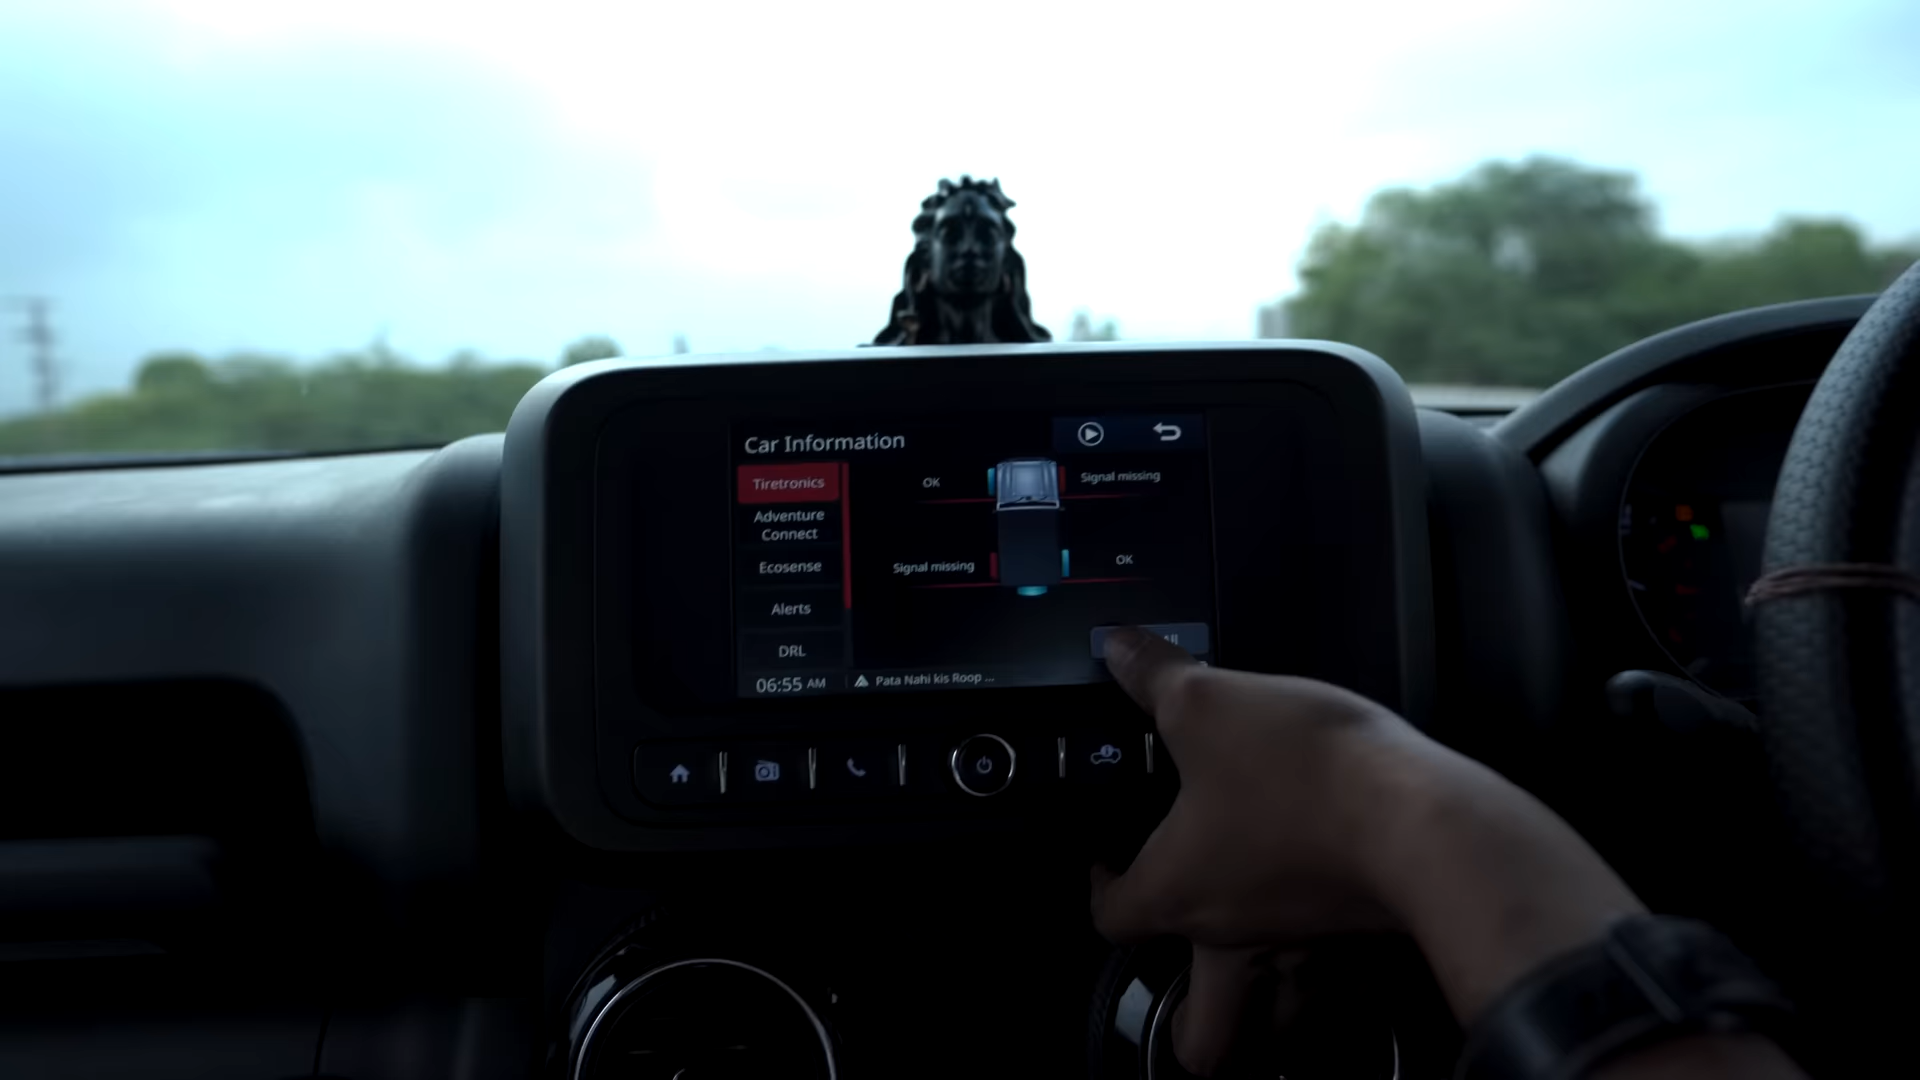 Car Information
Tiretronics
OK
Signal missing
Adventure
Connect
Ecosense
Signal missing
OK
Alerts
DRL
06:55 AM
Pata Nahi kis Roop ...